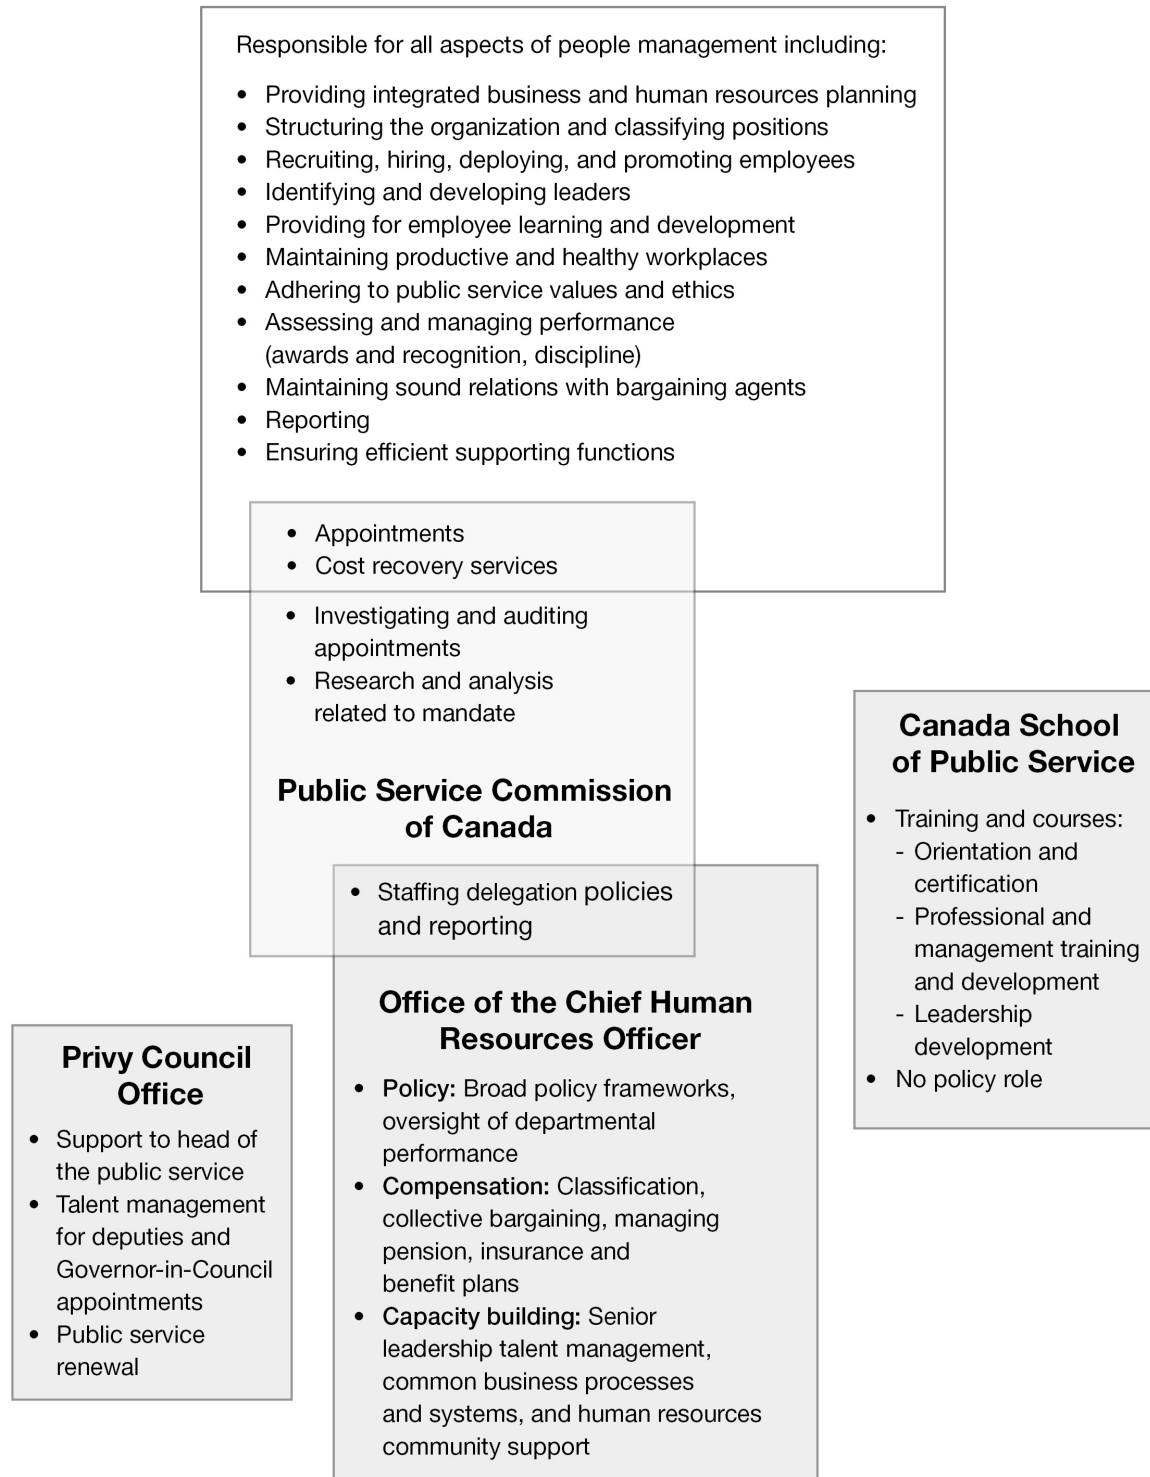 Responsible for all aspects of people management including:
• Providing integrated business and human resources planning
• Structuring the organization and classifying positions
• Recruiting, hiring, deploying, and promoting employees
• Identifying and developing leaders
• Providing for employee learning and development
• Maintaining productive and healthy workplaces
• Adhering to public service values and ethics
• Assessing and managing performance
(awards and recognition, discipline)
• Maintaining sound relations with bargaining agents
• Reporting
• Ensuring efficient supporting functions
• Appointments
• Cost recovery services
• Investigating and auditing
appointments
• Research and analysis
related to mandate
Public Service Commission
of Canada
• Staffing delegation policies
and reporting
Office of the Chief Human
Resources Officer
• Policy: Broad policy frameworks,
oversight of departmental
performance
• Compensation: Classification,
collective bargaining, managing
pension, insurance and
benefit plans
• Capacity building: Senior
leadership talent management,
common business processes
and systems, and human resources
community support
Privy Council
Office
• Support to head of
the public service
• Talent management
for deputies and
Governor-in-Council
appointments
• Public service
renewal
Canada School
of Public Service
• Training and courses:
- Orientation and
certification
- Professional and
management training
and development
- Leadership
development
• No policy role